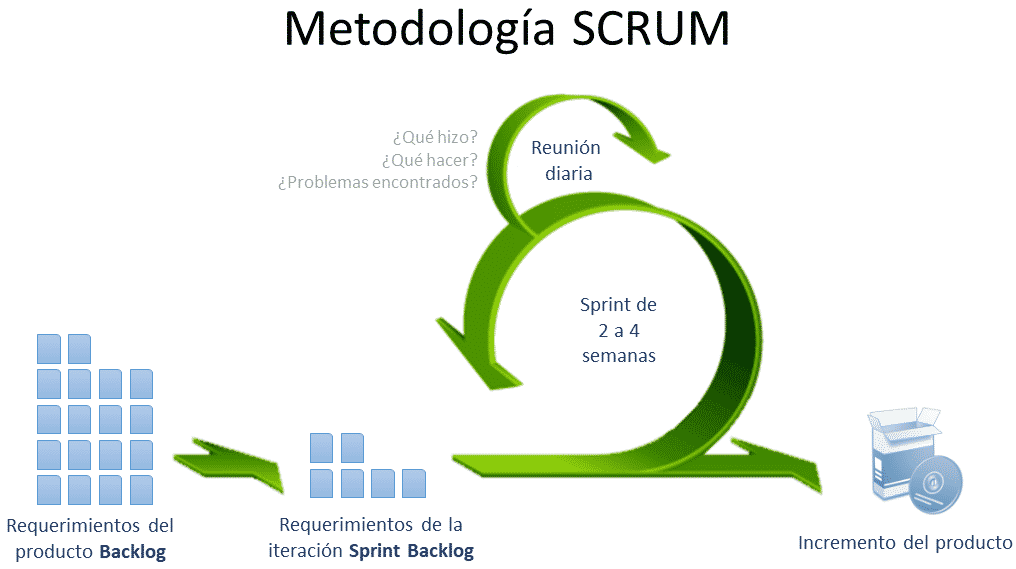 Metodología SCRUM
¿Qué hizo?
¿Qué hacer?
¿Problemas encontrados?
Reunión
diaria
Sprint de
2 a 4
semanas
Requerimientos del
producto Backlog
Requerimientos de la
iteración Sprint Backlog
Incremento del producto